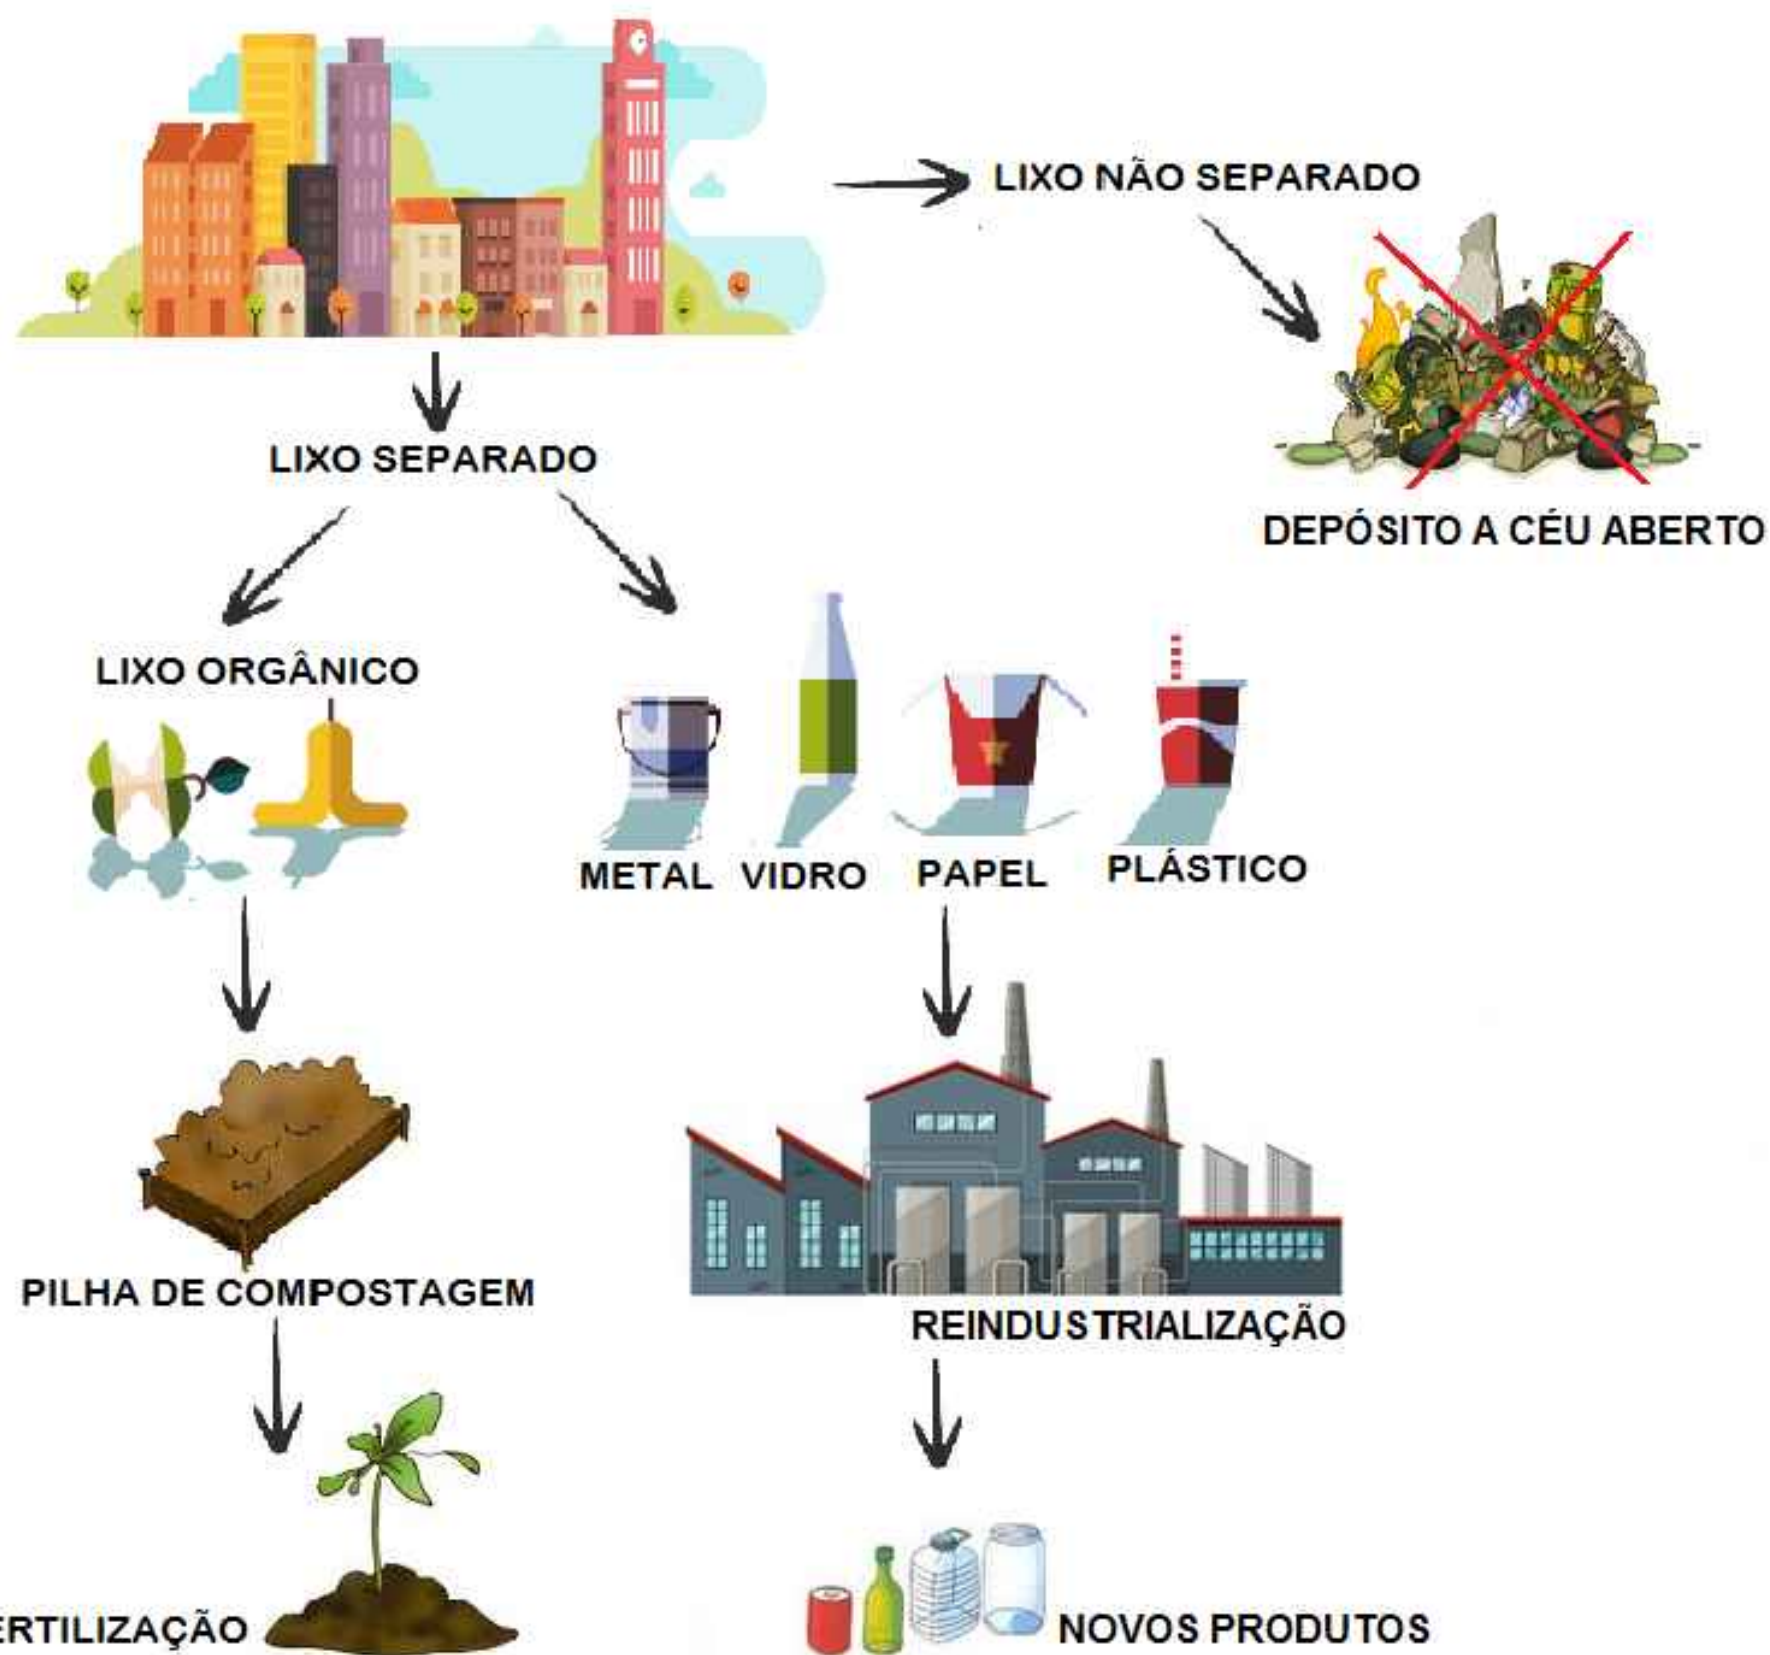 LIXO NÃO SEPARADO
DEPÓSITO A CÉU ABERTO
LIXO SEPARADO
LIXO ORGÂNICO
METAL VIDRO PAPEL PLÁSTICO
PILHA DE COMPOSTAGEM
REINDUSTRIALIZAÇÃO
ERTILIZAÇÃO
NOVOS PRODUTOS